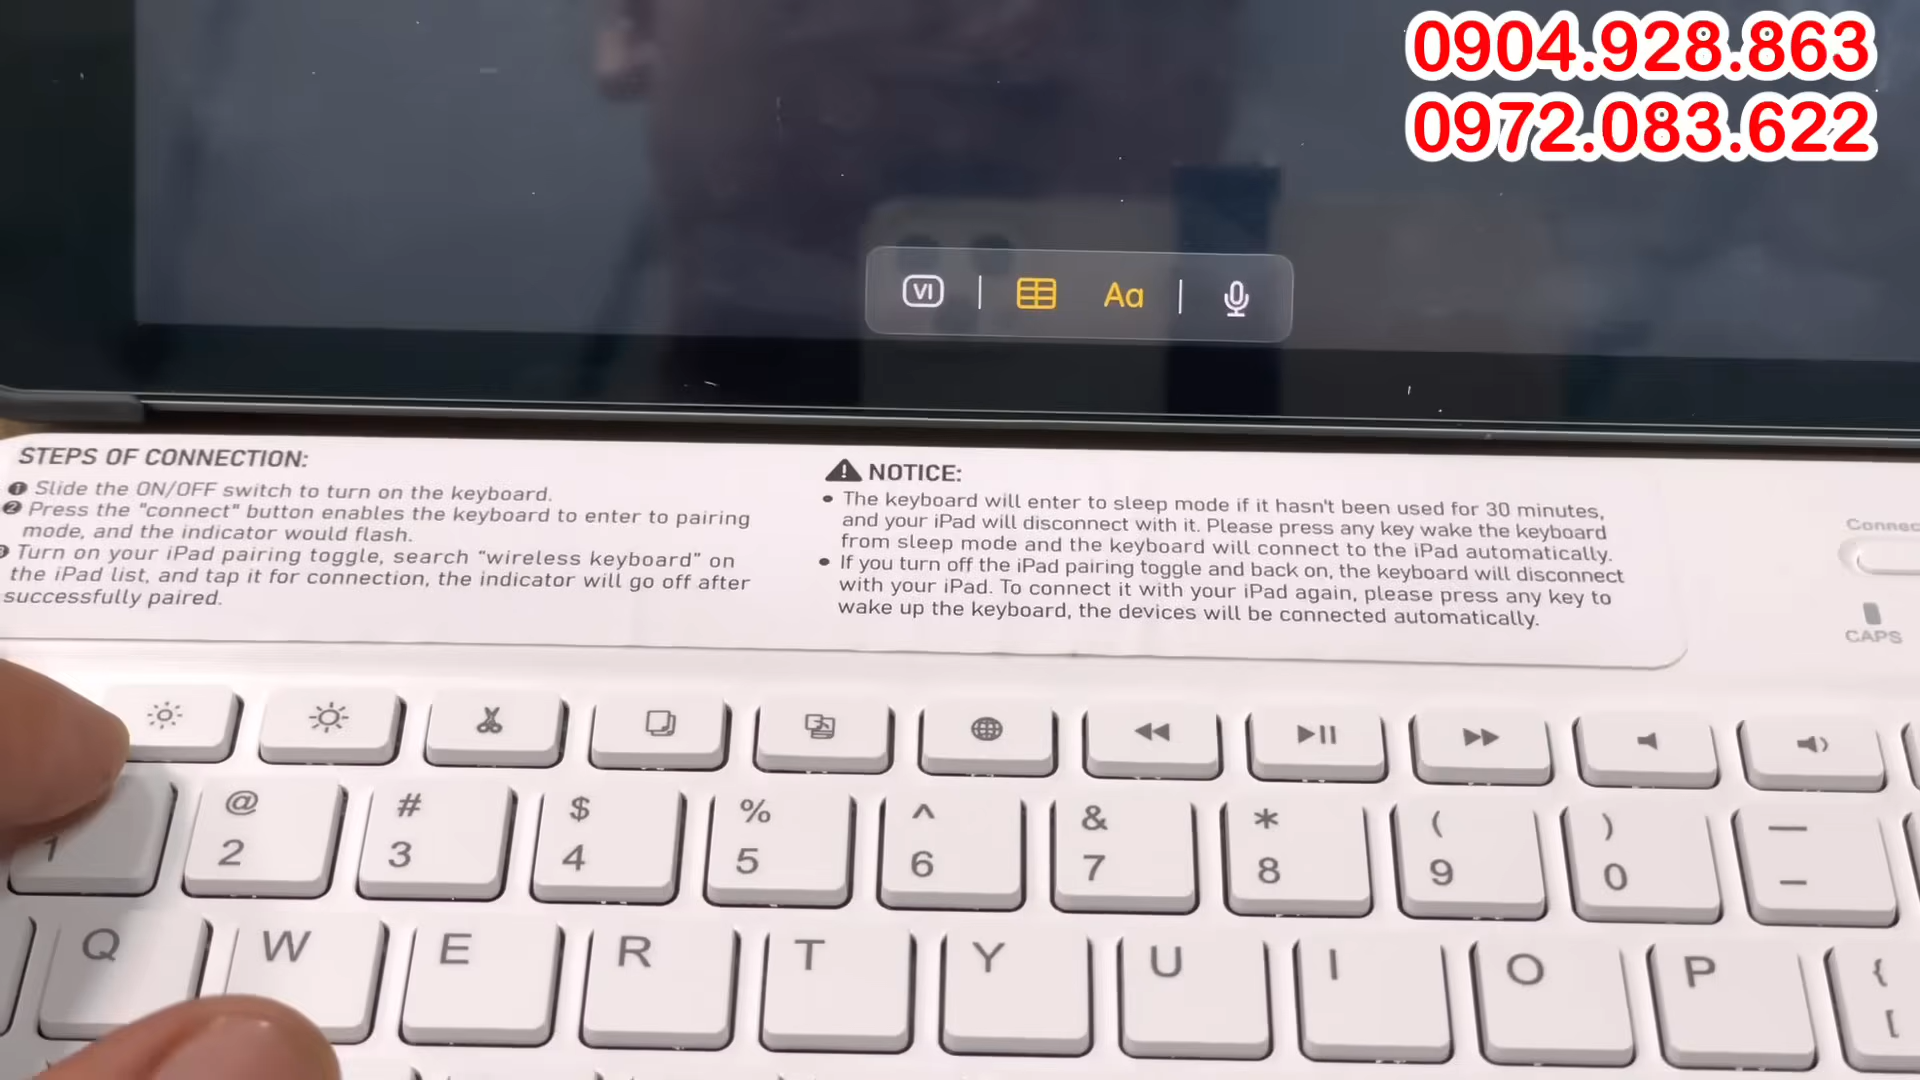 0904.928.863
0972.083.622
VI
Aa
STEPS OF CONNECTION:
❶ Slide the ON/OFF switch to turn on the keyboard.
❷ Press the "connect" button enables the keyboard to enter to pairing
mode, and the indicator would flash.
❸ Turn on your iPad pairing toggle, search “wireless keyboard” on
the iPad list, and tap it for connection, the indicator will go off after
successfully paired.
NOTICE:
• The keyboard will enter to sleep mode if it hasn't been used for 30 minutes,
and your iPad will disconnect with it. Please press any key wake the keyboard
from sleep mode and the keyboard will connect to the iPad automatically.
• If you turn off the iPad pairing toggle and back on, the keyboard will disconnect
with your iPad. To connect it with your iPad again, please press any key to
wake up the keyboard, the devices will be connected automatically.
Connec
CAPS
@ # $ % ^ & * ( ) —
1 2 3 4 5 6 7 8 9 0 –
Q W E R T Y U I O P {
[